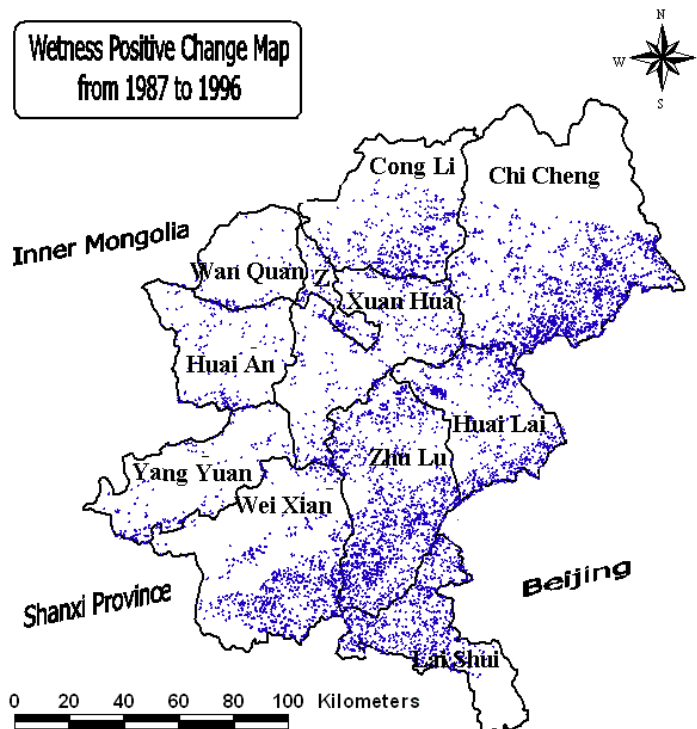 Wetness Positive Change Map
from 1987 to 1996
N
W
S
Cong Li
Chi Cheng
Inner Mongolia
Wan Quan
Z
Xuan Hua
Huai An
Huai Lai
Zhu Lu
Yang Yuan
Wei Xian
Beijing
Shanxi Province
Lai Shui
0 20 40 60 80 100 Kilometers